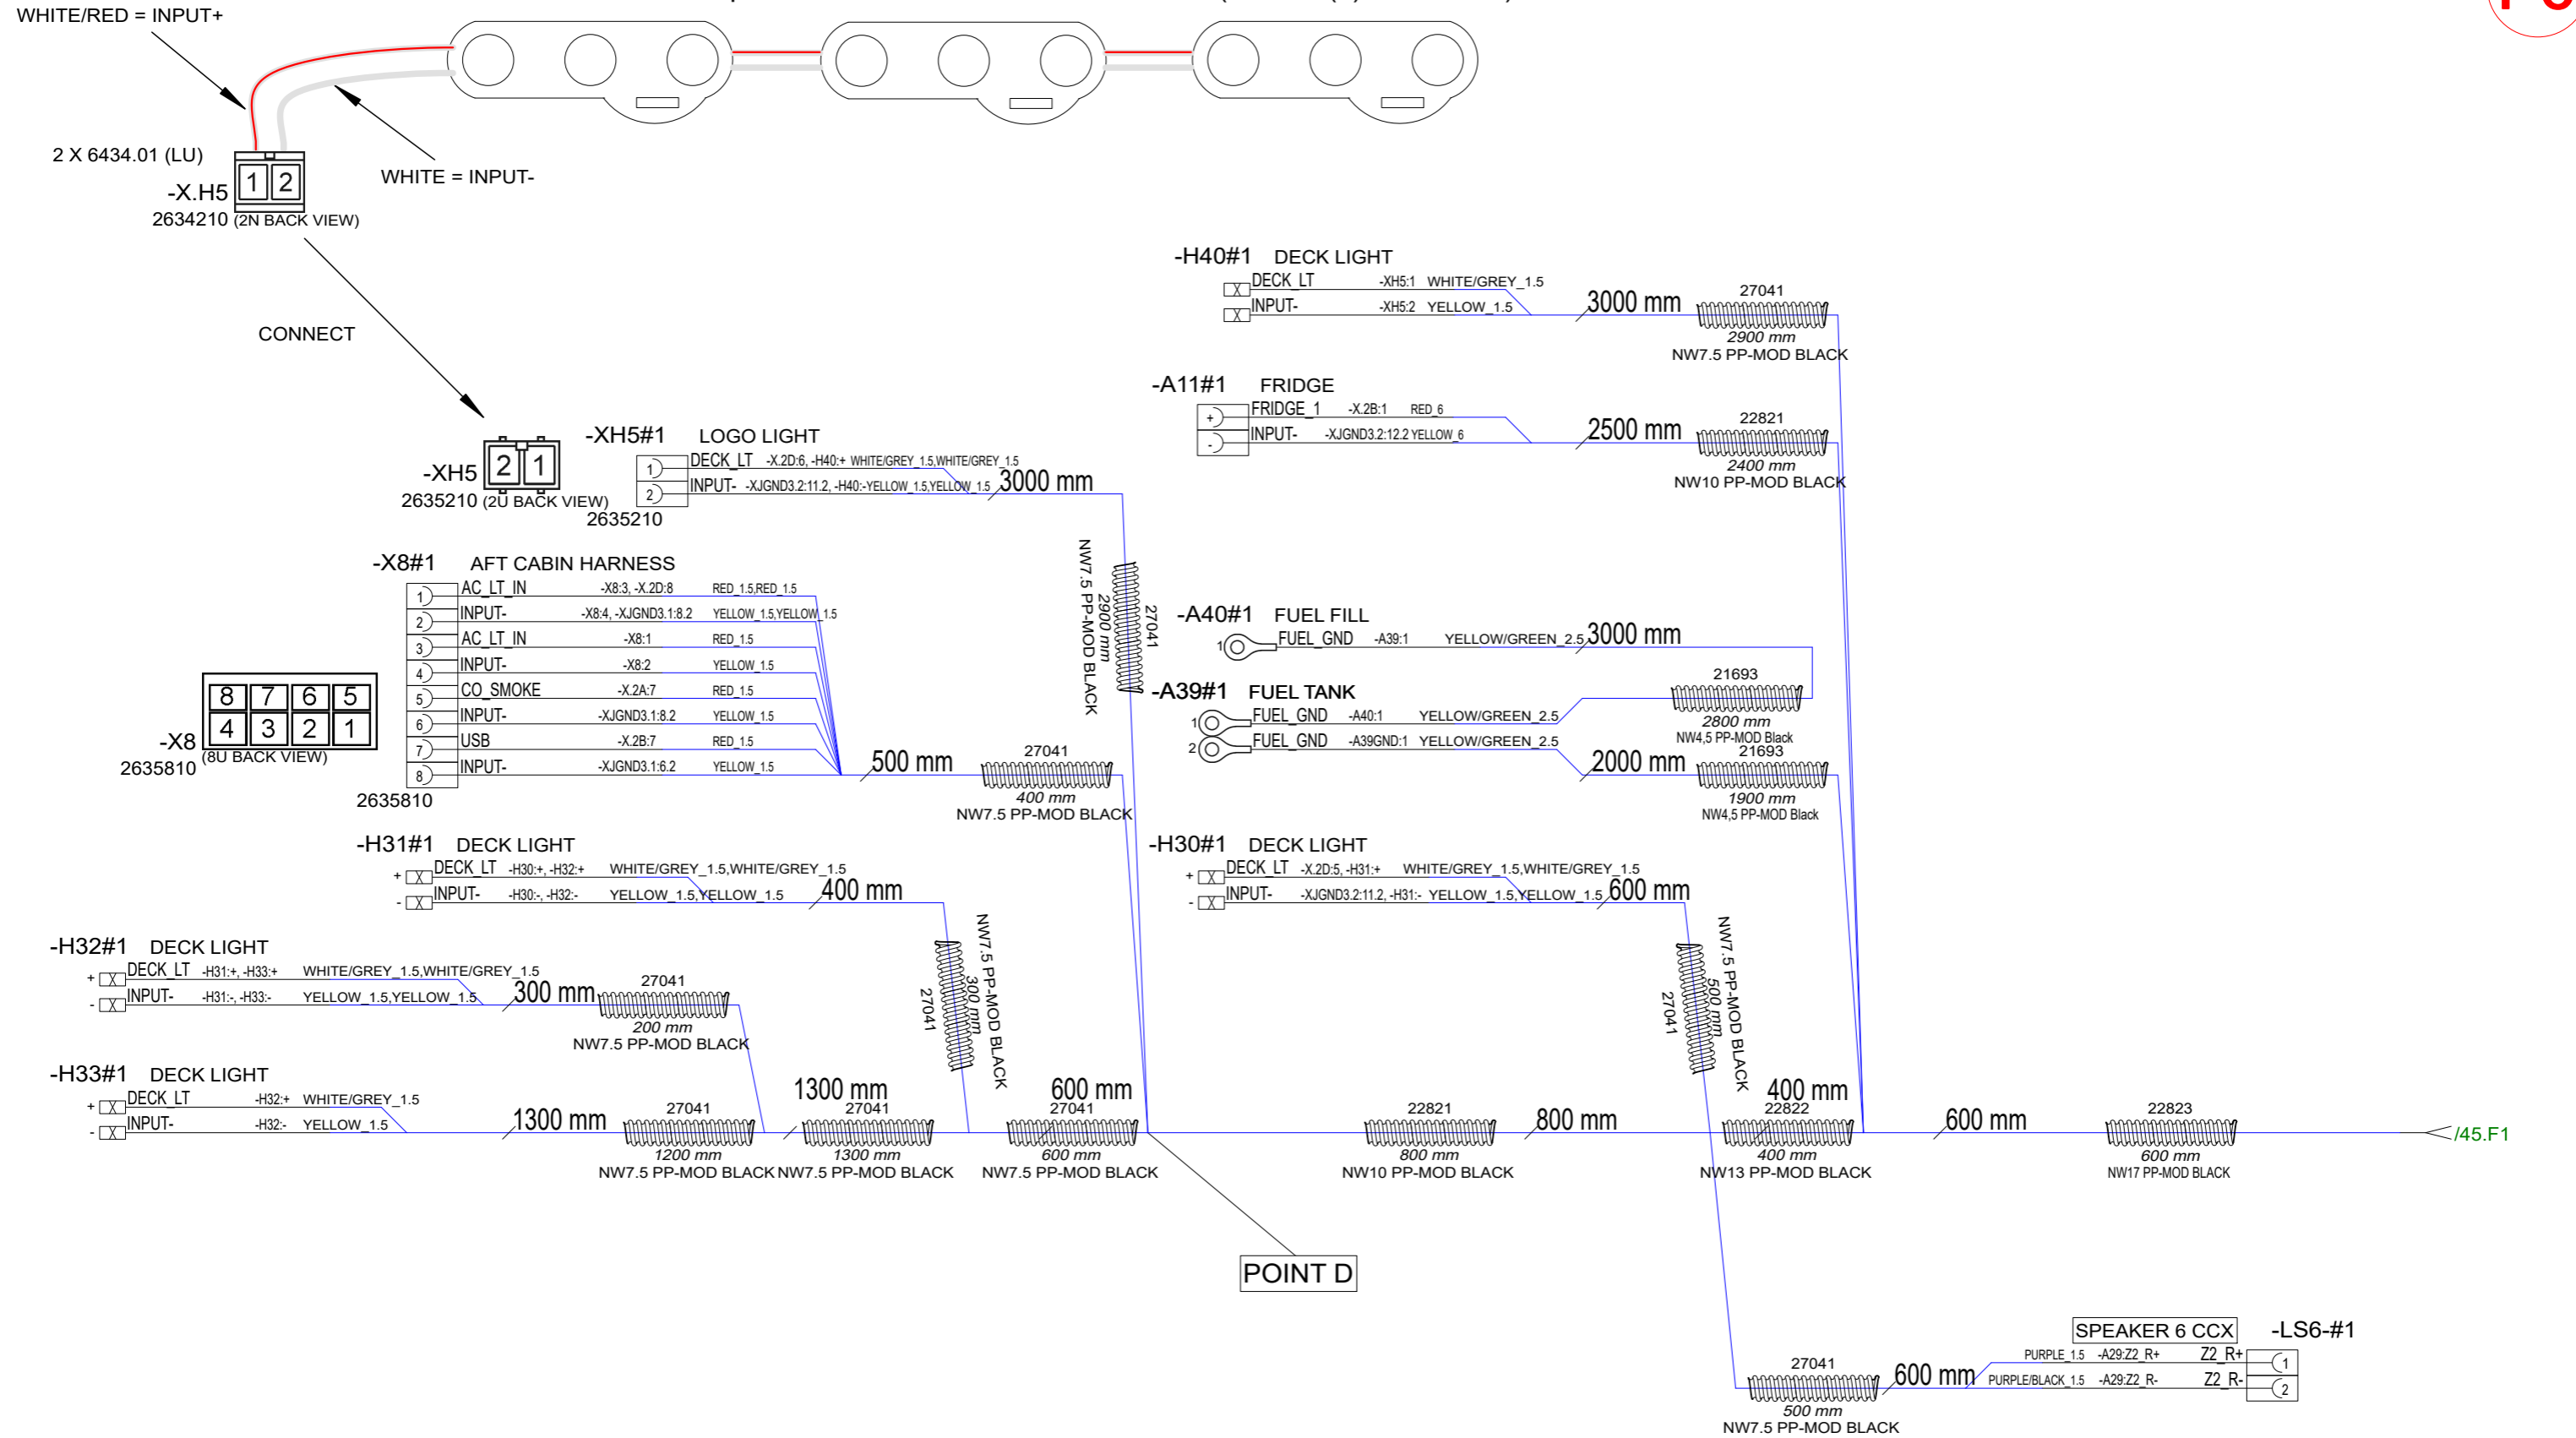 WHITE/RED = INPUT+
2 X 6434.01 (LU)
1 2
-X.H5
2634210 (2N BACK VIEW)
WHITE = INPUT-
CONNECT
-XH5
2 1
2635210 (2U BACK VIEW)
-XH5#1 LOGO LIGHT
1 DECK_LT -X.2D:6, -H40:+ WHITE/GREY_1.5,WHITE/GREY_1.5
2 INPUT- -XJGND3.2:11.2, -H40:- YELLOW_1.5,YELLOW_1.5
3000 mm
2635210
27041
2900 mm
NW7.5 PP-MOD BLACK
-H40#1 DECK LIGHT
DECK_LT -XH5:1 WHITE/GREY_1.5
INPUT- -XH5:2 YELLOW_1.5
3000 mm
27041
2900 mm
NW7.5 PP-MOD BLACK
-A11#1 FRIDGE
+ FRIDGE_1 -X.2B:1 RED_6
- INPUT- -XJGND3.2:12.2 YELLOW_6
2500 mm
22821
2400 mm
NW10 PP-MOD BLACK
-X8#1 AFT CABIN HARNESS
1 AC_LT_IN -X8:3, -X.2D:8 RED_1.5,RED_1.5
2 INPUT- -X8:4, -XJGND3.1:8.2 YELLOW_1.5,YELLOW_1.5
3 AC_LT_IN -X8:1 RED_1.5
4 INPUT- -X8:2 YELLOW_1.5
5 CO_SMOKE -X.2A:7 RED_1.5
6 INPUT- -XJGND3.1:8.2 YELLOW_1.5
7 USB -X.2B:7 RED_1.5
8 INPUT- -XJGND3.1:6.2 YELLOW_1.5
2635810
8 7 6 5
4 3 2 1
-X8
2635810 (8U BACK VIEW)
500 mm
27041
400 mm
NW7.5 PP-MOD BLACK
-A40#1 FUEL FILL
1 FUEL_GND -A39:1 YELLOW/GREEN_2.5
3000 mm
21693
2800 mm
NW4,5 PP-MOD Black
-A39#1 FUEL TANK
1 FUEL_GND -A40:1 YELLOW/GREEN_2.5
2 FUEL_GND -A39GND:1 YELLOW/GREEN_2.5
2000 mm
21693
1900 mm
NW4,5 PP-MOD Black
-H31#1 DECK LIGHT
+ X DECK_LT -H30:+, -H32:+ WHITE/GREY_1.5,WHITE/GREY_1.5
- X INPUT- -H30:-, -H32:- YELLOW_1.5,YELLOW_1.5
400 mm
NW7.5 PP-MOD BLACK
300 mm
27041
-H30#1 DECK LIGHT
+ X DECK_LT -X.2D:5, -H31:+ WHITE/GREY_1.5,WHITE/GREY_1.5
- X INPUT- -XJGND3.2:11.2, -H31:- YELLOW_1.5,YELLOW_1.5
600 mm
NW7.5 PP-MOD BLACK
500 mm
27041
-H32#1 DECK LIGHT
+ X DECK_LT -H31:+, -H33:+ WHITE/GREY_1.5,WHITE/GREY_1.5
- X INPUT- -H31:-, -H33:- YELLOW_1.5,YELLOW_1.5
300 mm
27041
200 mm
NW7.5 PP-MOD BLACK
-H33#1 DECK LIGHT
+ X DECK_LT -H32:+ WHITE/GREY_1.5
- X INPUT- -H32:- YELLOW_1.5
1300 mm
27041
1200 mm
NW7.5 PP-MOD BLACK
1300 mm
27041
1300 mm
NW7.5 PP-MOD BLACK
600 mm
27041
600 mm
NW7.5 PP-MOD BLACK
22821
800 mm
NW10 PP-MOD BLACK
800 mm
400 mm
22822
400 mm
NW13 PP-MOD BLACK
600 mm
22823
600 mm
NW17 PP-MOD BLACK
/45.F1
POINT D
SPEAKER 6 CCX -LS6-#1
PURPLE_1.5 -A29:Z2_R+ Z2_R+ 1
PURPLE/BLACK_1.5 -A29:Z2_R- Z2_R- 2
600 mm
27041
500 mm
NW7.5 PP-MOD BLACK